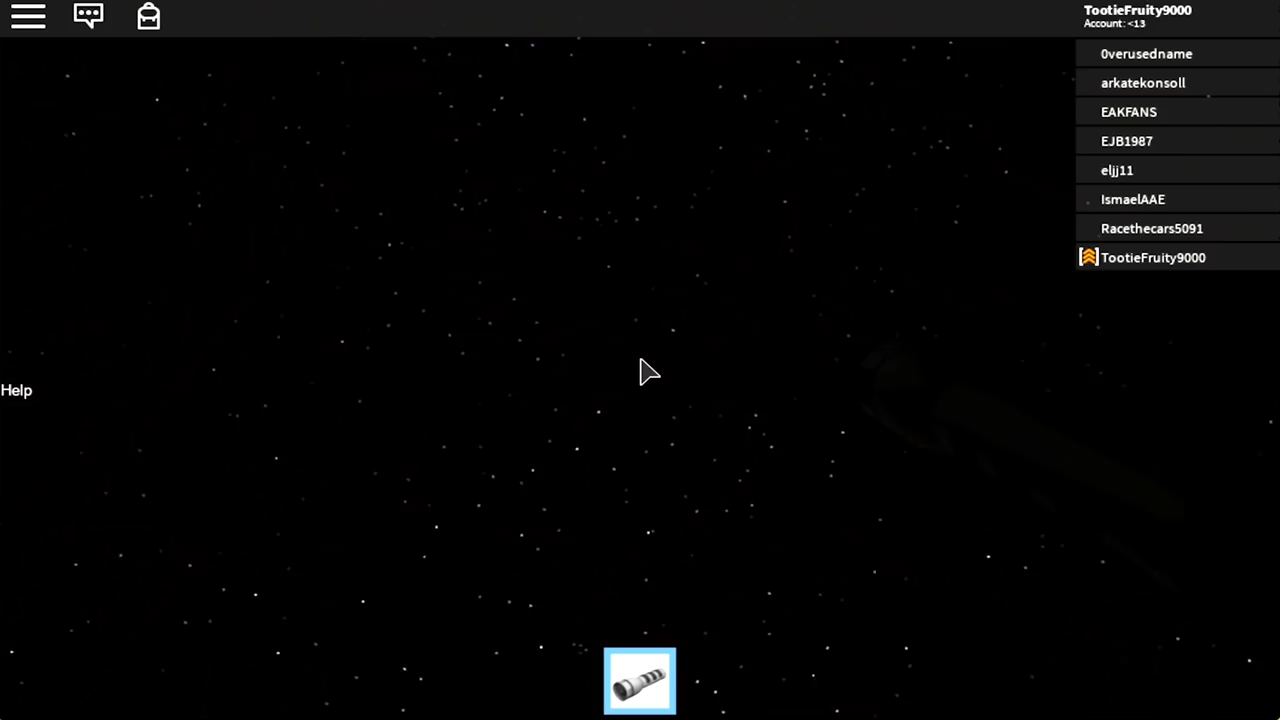 TootieFruity9000
Account: <13
0verusedname
arkatekonsoll
EAKFANS
EJB1987
eljj11
IsmaelAAE
Racethecars5091
TootieFruity9000
Help